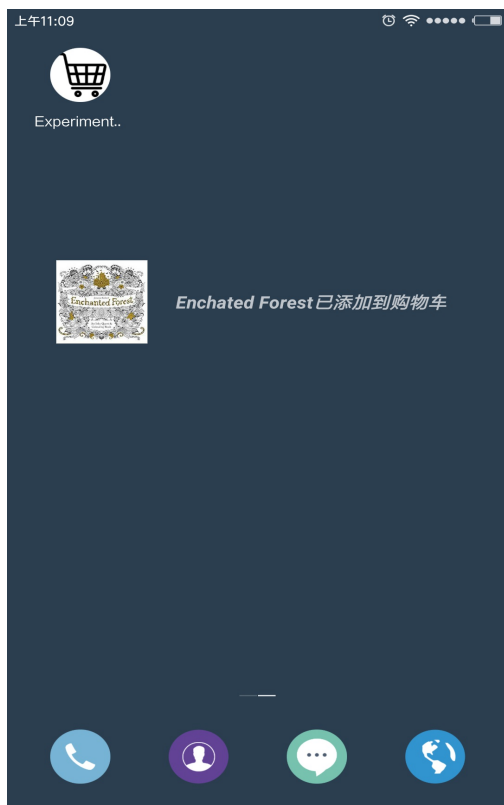 上午11:09
Experiment..
Enchanted Forest
Enchated Forest已添加到购物车